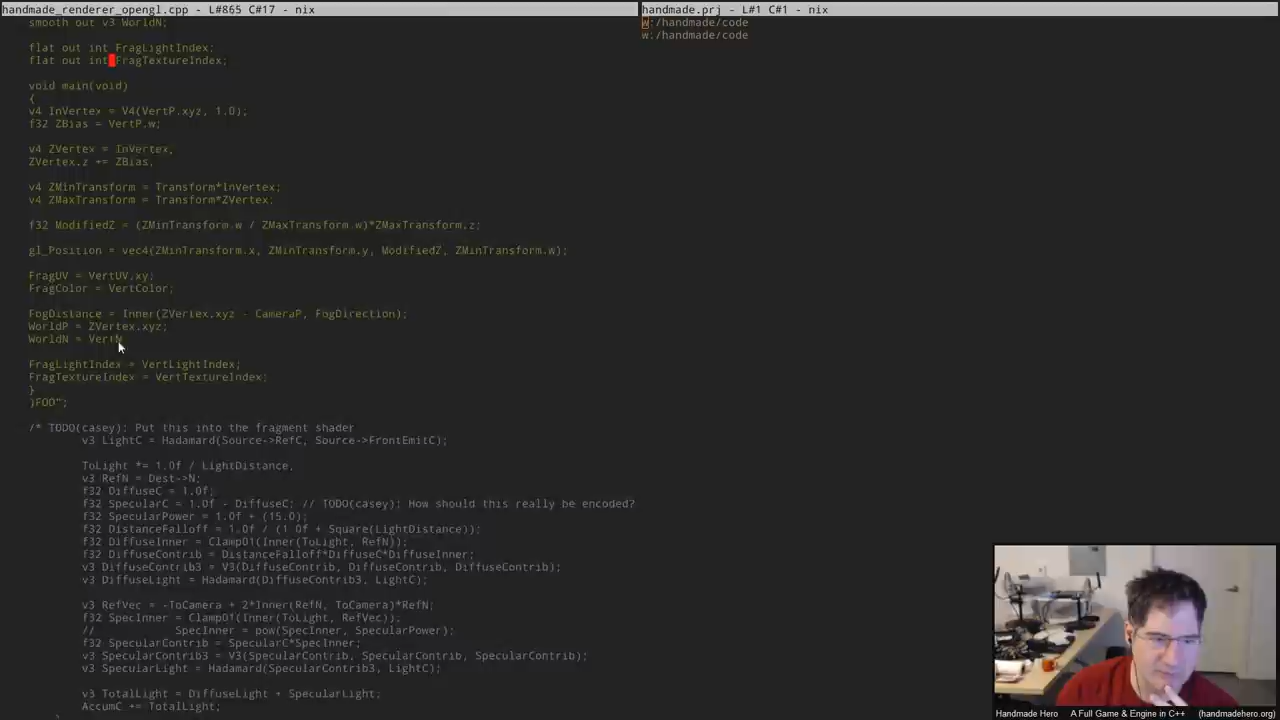 handmade_renderer_opengl.cpp - L#865 C#17 - nix
handmade.prj - L#1 C#1 - nix
smooth out v3 WorldN;
w:/handmade/code
w:/handmade/code
flat out int FragLightIndex;
flat out int FragTextureIndex;
void main(void)
{
v4 InVertex = V4(VertP.xyz, 1.0);
f32 ZBias = VertP.w;
v4 ZVertex = InVertex;
ZVertex.z += ZBias;
v4 ZMinTransform = Transform*InVertex;
v4 ZMaxTransform = Transform*ZVertex;
f32 ModifiedZ = (ZMinTransform.w / ZMaxTransform.w)*ZMaxTransform.z;
gl_Position = vec4(ZMinTransform.x, ZMinTransform.y, ModifiedZ, ZMinTransform.w);
FragUV = VertUV.xy;
FragColor = VertColor;
FogDistance = Inner(ZVertex.xyz - CameraP, FogDirection);
WorldP = ZVertex.xyz;
WorldN = VertN
FragLightIndex = VertLightIndex;
FragTextureIndex = VertTextureIndex;
}
)FOO";
/* TODO(casey): Put this into the fragment shader
v3 LightC = Hadamard(Source->RefC, Source->FrontEmitC);
ToLight *= 1.0f / LightDistance;
v3 RefN = Dest->N;
f32 DiffuseC = 1.0f;
f32 SpecularC = 1.0f - DiffuseC; // TODO(casey): How should this really be encoded?
f32 SpecularPower = 1.0f + (15.0);
f32 DistanceFalloff = 1.0f / (1.0f + Square(LightDistance));
f32 DiffuseInner = Clamp01(Inner(ToLight, RefN));
f32 DiffuseContrib = DistanceFalloff*DiffuseC*DiffuseInner;
v3 DiffuseContrib3 = V3(DiffuseContrib, DiffuseContrib, DiffuseContrib);
v3 DiffuseLight = Hadamard(DiffuseContrib3, LightC);
v3 RefVec = -ToCamera + 2*Inner(RefN, ToCamera)*RefN;
f32 SpecInner = Clamp01(Inner(ToLight, RefVec));
// SpecInner = pow(SpecInner, SpecularPower);
f32 SpecularContrib = SpecularC*SpecInner;
v3 SpecularContrib3 = V3(SpecularContrib, SpecularContrib, SpecularContrib);
v3 SpecularLight = Hadamard(SpecularContrib3, LightC);
v3 TotalLight = DiffuseLight + SpecularLight;
AccumC += TotalLight;
Handmade Hero A Full Game & Engine in C++ (handmadehero.org)